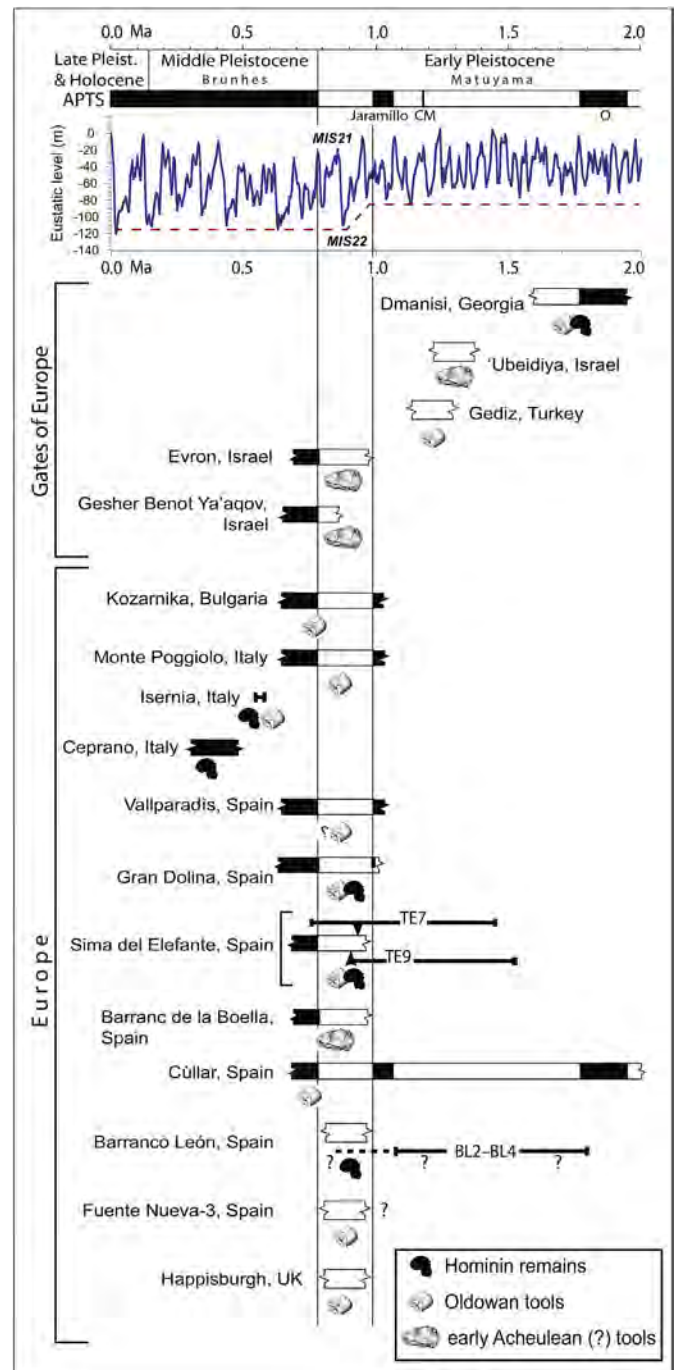 0.0 Ma 0.5 1.0 1.5 2.0
Late Pleist. & Holocene
Middle Pleistocene
Early Pleistocene
Brunhes
Matuyama
APTS
Jaramillo CM O.
Eustatic level (m)
0
-20
-40
-60
-80
-100
-120
-140
MIS21
MIS22
0.0 Ma 0.5 1.0 1.5 2.0
Gates of Europe
Dmanisi, Georgia
'Ubeidiya, Israel
Gediz, Turkey
Evron, Israel
Gesher Benot Ya'aqov,
Israel
Europe
Kozarnika, Bulgaria
Monte Poggiolo, Italy
Isernia, Italy
Ceprano, Italy
Vallparadis, Spain
?
Gran Dolina, Spain
TE7
Sima del Elefante, Spain
TE9
Barranc de la Boella,
Spain
Cùllar, Spain
Barranco León, Spain
? ? BL2–BL4 ?
Fuente Nueva-3, Spain ?
Happisburgh, UK
Hominin remains
Oldowan tools
early Acheulean (?) tools